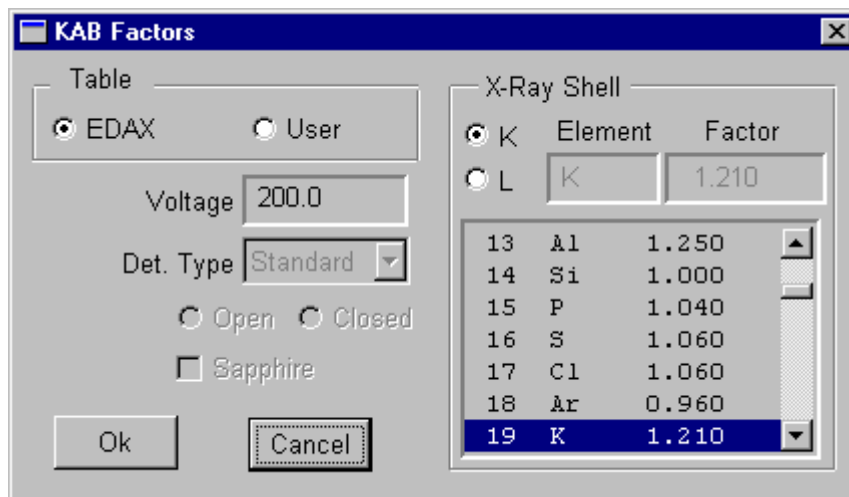 KAB Factors
Table
EDAX User
Voltage 200.0
Det. Type Standard
Open Closed
Sapphire
Ok Cancel
X-Ray Shell
K Element Factor
L K 1.210
13 Al 1.250
14 Si 1.000
15 P 1.040
16 S 1.060
17 Cl 1.060
18 Ar 0.960
19 K 1.210